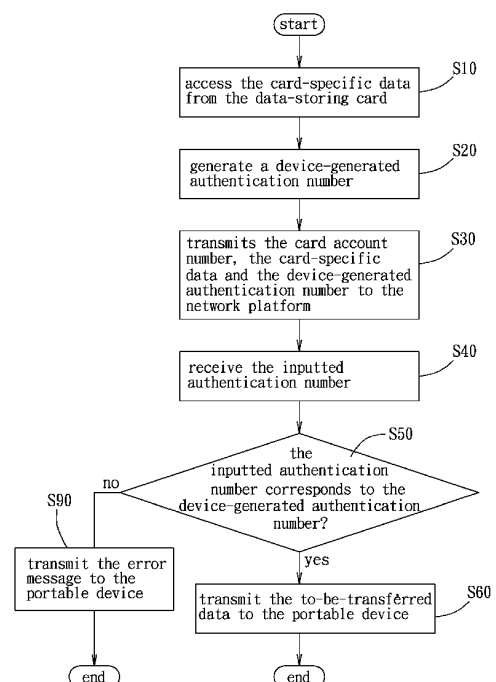 start
S10
access the card-specific data
from the data-storing card
S20
generate a device-generated
authentication number
S30
transmits the card account
number, the card-specific
data and the device-generated
authentication number to the
network platform
S40
receive the inputted
authentication number
S50
the
inputted authentication
number corresponds to the
device-generated authentication
number?
no
yes
S90
transmit the error
message to the
portable device
S60
transmit the to-be-transferred
data to the portable device
end
end